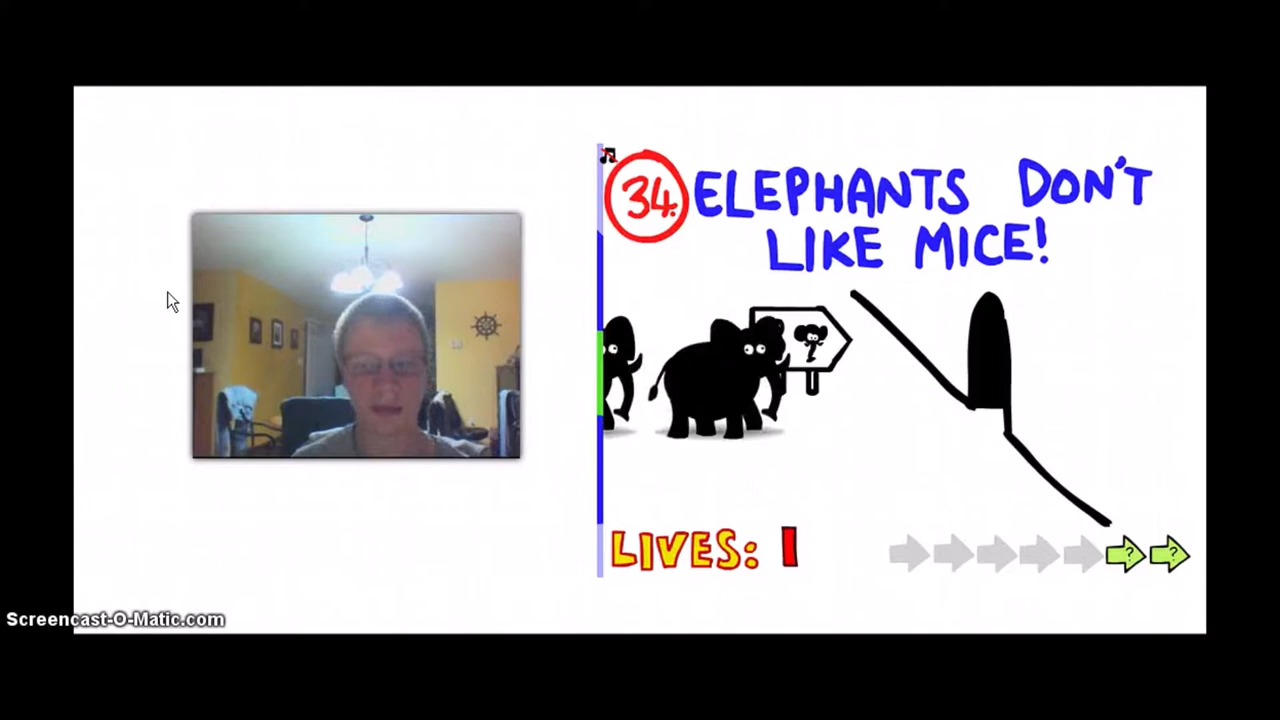 34. ELEPHANTS DON'T
LIKE MICE!
LIVES: 1
? ?
Screencast-O-Matic.com